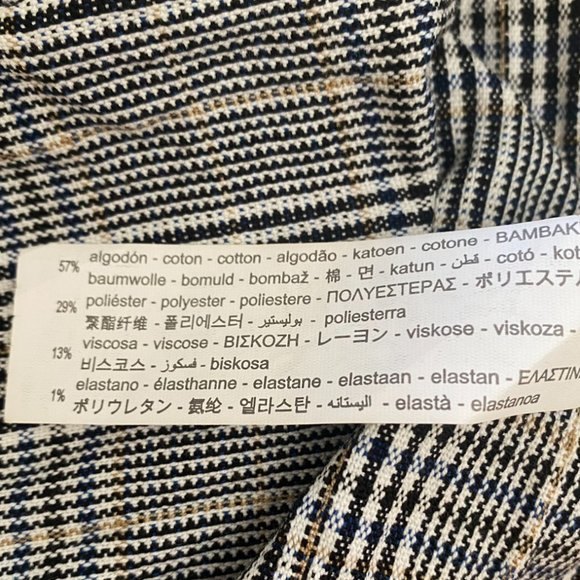 57% algodón - coton - cotton - algodão - katoen - cotone - ΒΑΜΒΑΚ
baumwolle - bomuld - bombaž - 棉 - 면 - katun - قطن - cotó - kot
29% poliéster - polyester - poliestere - ΠΟΛΥΕΣΤΕΡΑΣ - ポリエステル
聚酯纤维 - 폴리에스터 - بوليستير - poliesterra
13% viscosa - viscose - ΒΙΣΚΟΖΗ - レーヨン - viskose - viskoza -
비스코스 - فسكوز - biskosa
1% elastano - élasthanne - elastane - elastaan - elastan - ΕΛΑΣΤΙΝ
ポリウレタン - 氨纶 - 엘라스탄 - اليستانه - elastà - elastanoa